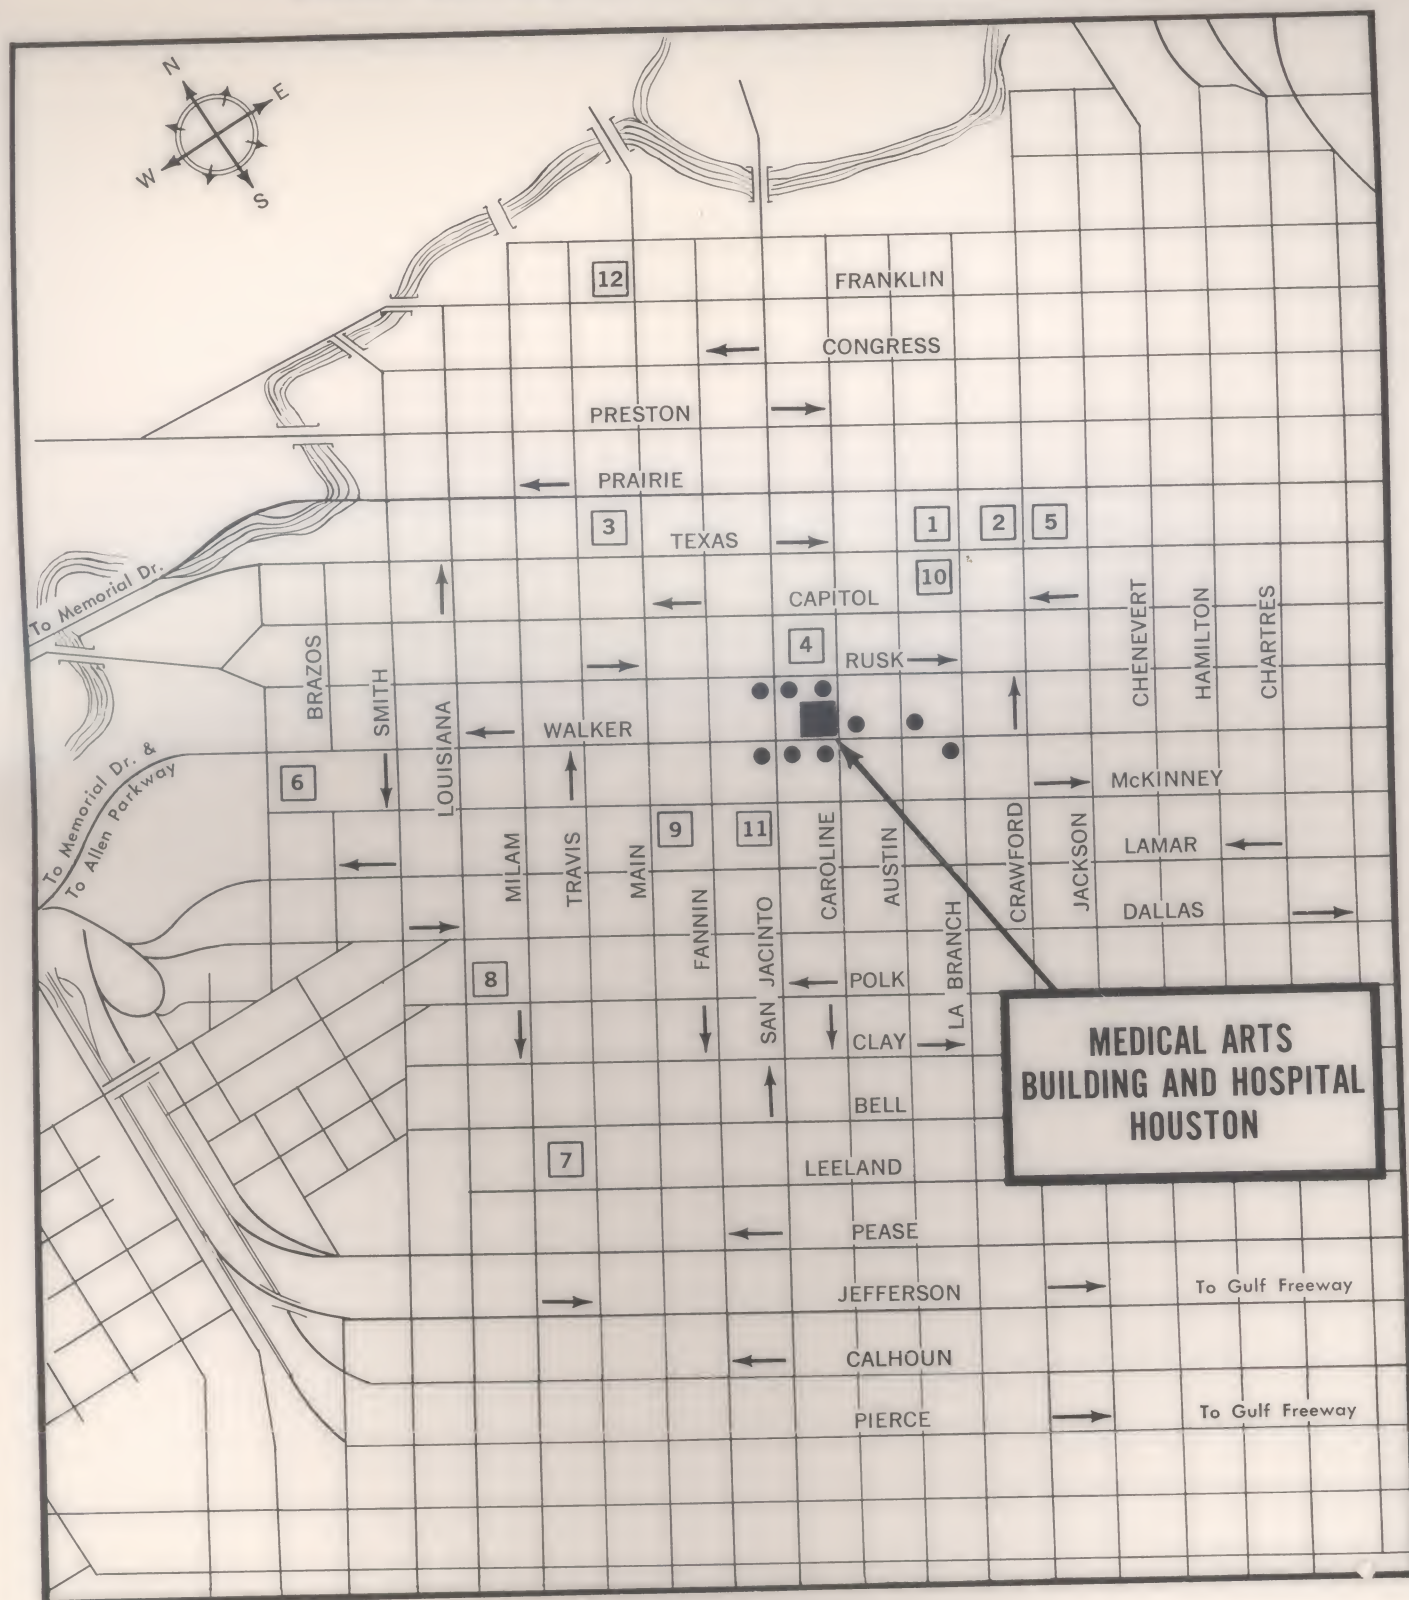 N
E
W
S
12
FRANKLIN
CONGRESS
PRESTON
PRAIRIE
3
TEXAS
1
2
5
10
CAPITOL
To Memorial Dr.
4
RUSK
BRAZOS
SMITH
LOUISIANA
WALKER
CHENEVERT
HAMILTON
CHARTRES
To Memorial Dr. &
To Allen Parkway
6
McKINNEY
9
11
MILAM
TRAVIS
MAIN
FANNIN
SAN JACINTO
CAROLINE
AUSTIN
LA BRANCH
CRAWFORD
JACKSON
LAMAR
DALLAS
8
POLK
CLAY
BELL
MEDICAL ARTS
BUILDING AND HOSPITAL
HOUSTON
7
LEELAND
PEASE
JEFFERSON
To Gulf Freeway
CALHOUN
PIERCE
To Gulf Freeway